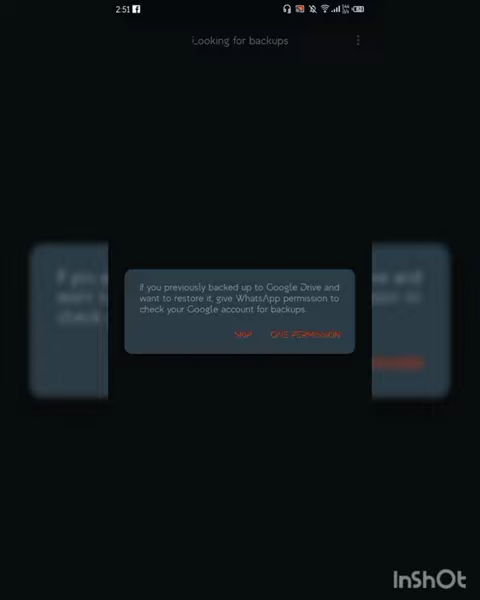 2:51
Looking for backups
If you previously backed up to Google Drive and
want to restore it, give WhatsApp permission to
check your Google account for backups.
SKIP GIVE PERMISSION
InShOt